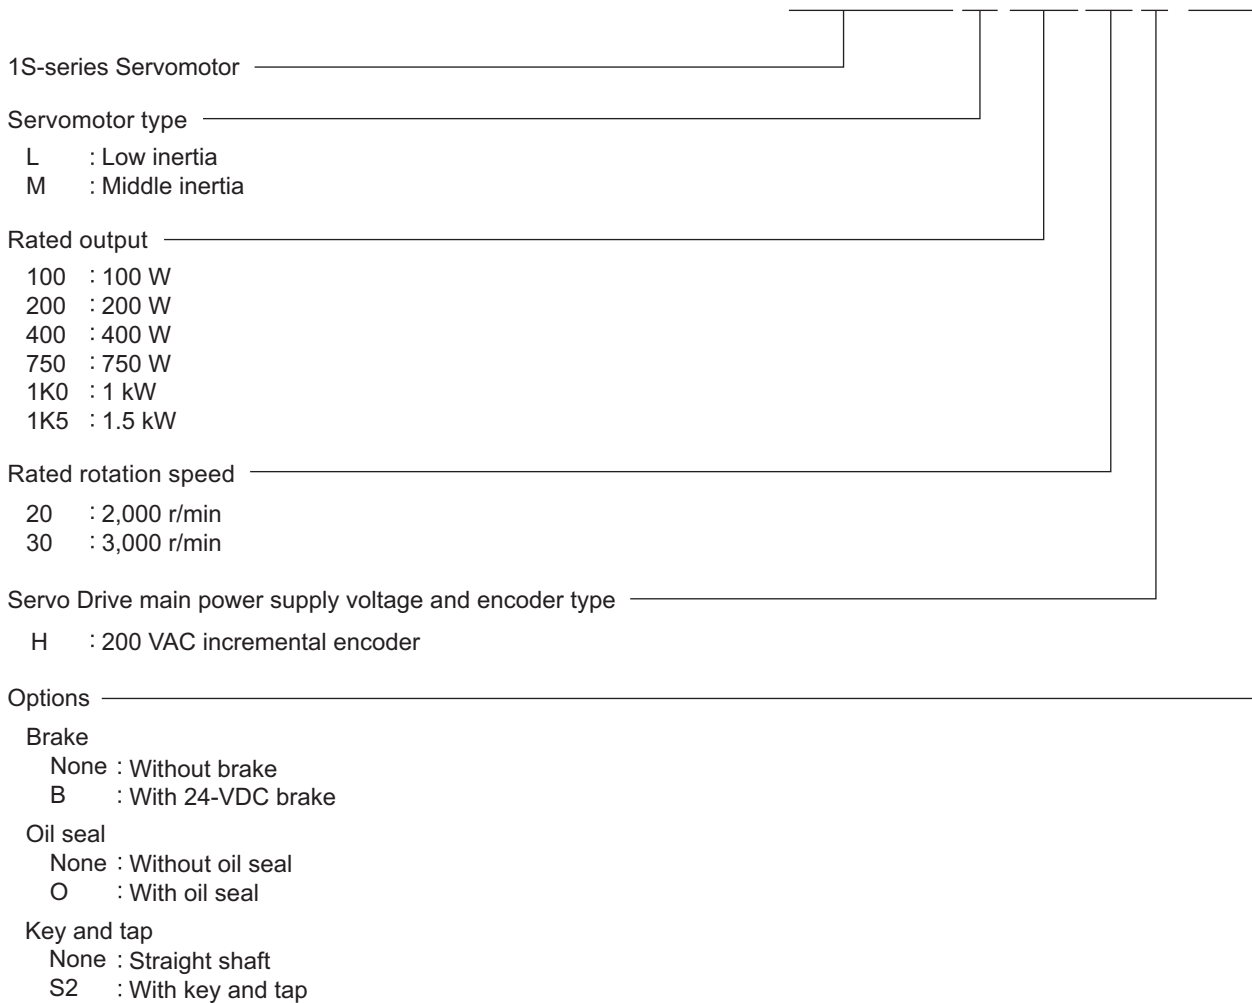 1S-series Servomotor
Servomotor type
L : Low inertia
M : Middle inertia
Rated output
100 : 100 W
200 : 200 W
400 : 400 W
750 : 750 W
1K0 : 1 kW
1K5 : 1.5 kW
Rated rotation speed
20 : 2,000 r/min
30 : 3,000 r/min
Servo Drive main power supply voltage and encoder type
H : 200 VAC incremental encoder
Options
Brake
None : Without brake
B : With 24-VDC brake
Oil seal
None : Without oil seal
O : With oil seal
Key and tap
None : Straight shaft
S2 : With key and tap